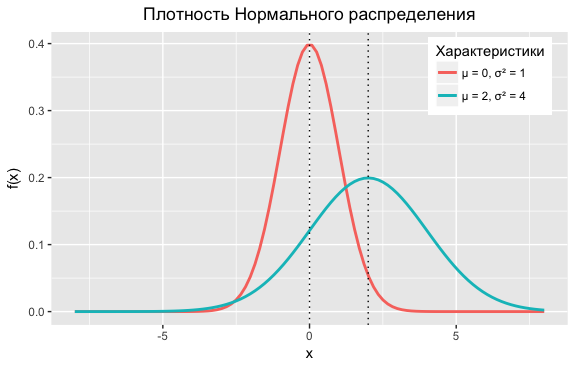 Плотность Нормального распределения
Характеристики
μ = 0, σ² = 1
μ = 2, σ² = 4
f(x)
0.4
0.3
0.2
0.1
0.0
-5
0
5
x